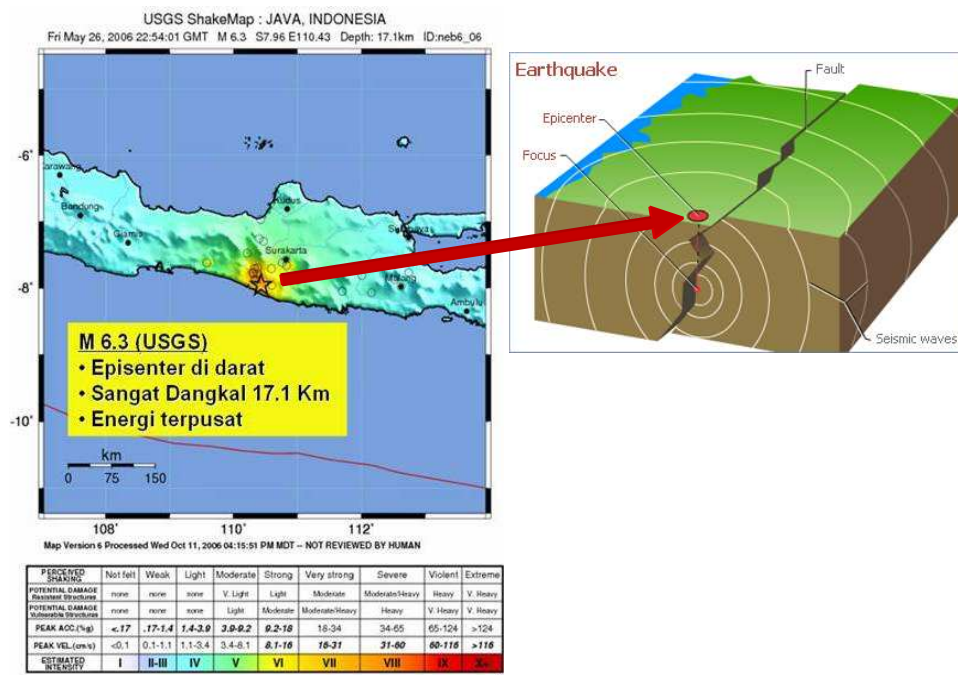 USGS ShakeMap : JAVA, INDONESIA
Fri May 26, 2006 22:54:01 GMT M 6.3 S7.96 E110.43 Depth: 17.1km ID:neb6_06
-6°
-8°
-10°
arawang
Bandung
Ciamis
Kudus
Surakarta
Surabaya
Malang
Ambulu
M 6.3 (USGS)
• Episenter di darat
• Sangat Dangkal 17.1 Km
• Energi terpusat
km
0 75 150
108° 110° 112°
Map Version 6 Processed Wed Oct 11, 2006 04:15:51 PM MDT -- NOT REVIEWED BY HUMAN
PERCEIVED SHAKING Not felt Weak Light Moderate Strong Very strong Severe Violent Extreme
POTENTIAL DAMAGE Resistant Structures none none none V. Light Light Moderate Moderate/Heavy Heavy V. Heavy
POTENTIAL DAMAGE Vulnerable Structures none none none Light Moderate Moderate/Heavy Heavy V. Heavy V. Heavy
PEAK ACC.(%g) <.17 .17-1.4 1.4-3.9 3.9-9.2 9.2-18 18-34 34-65 65-124 >124
PEAK VEL.(cm/s) <0.1 0.1-1.1 1.1-3.4 3.4-8.1 8.1-16 16-31 31-60 60-116 >116
ESTIMATED INTENSITY I II-III IV V VI VII VIII IX X+
Earthquake
Fault
Epicenter
Focus
Seismic waves